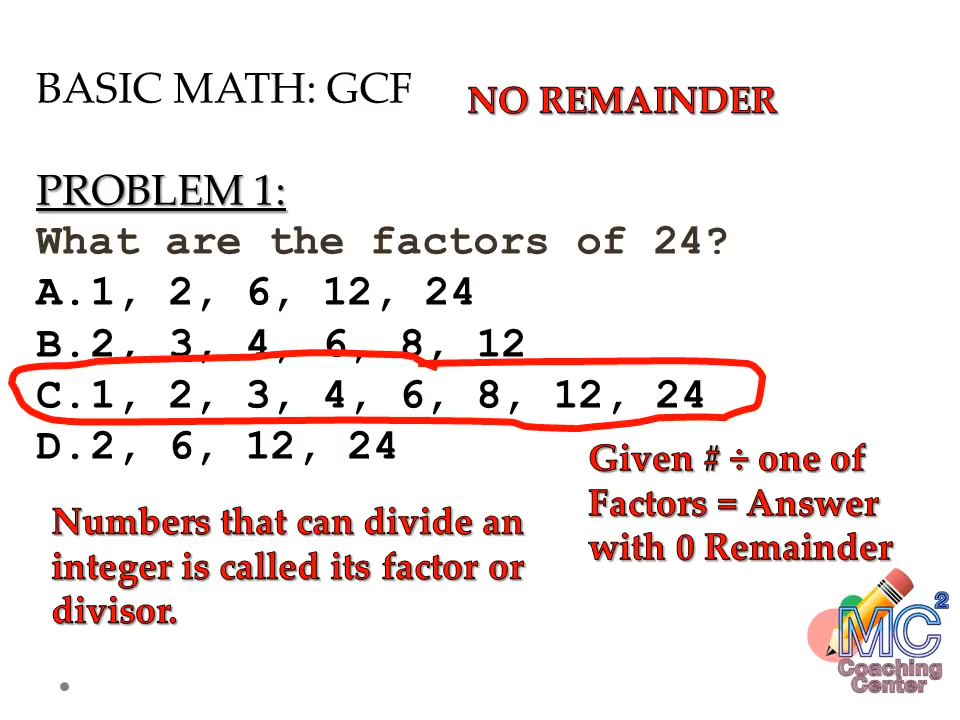 BASIC MATH: GCF
NO REMAINDER
PROBLEM 1:
What are the factors of 24?
A.1, 2, 6, 12, 24
B.2, 3, 4, 6, 8, 12
C.1, 2, 3, 4, 6, 8, 12, 24
D.2, 6, 12, 24
Given # ÷ one of
Factors = Answer
with 0 Remainder
Numbers that can divide an
integer is called its factor or
divisor.
MC2
Coaching
Center